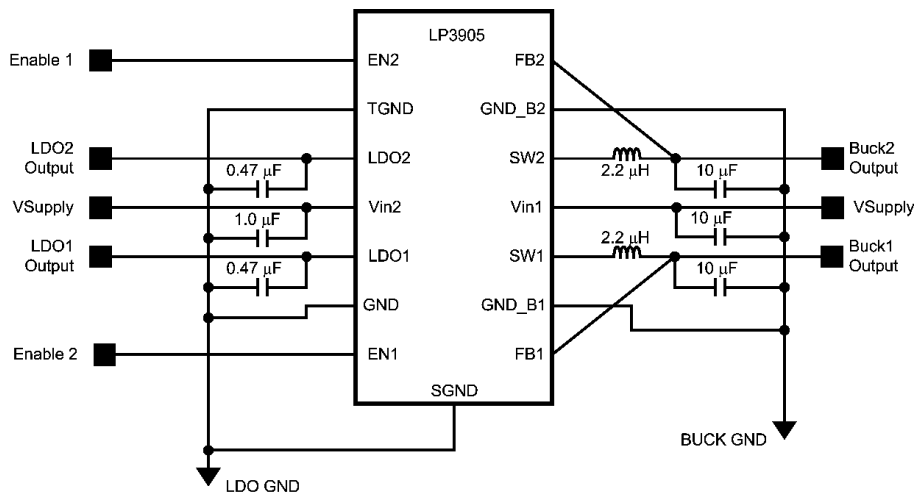 LP3905
Enable 1
EN2
FB2
TGND
GND_B2
LDO2
Output
0.47 µF
LDO2
SW2
2.2 µH
10 µF
Buck2
Output
VSupply
1.0 µF
Vin2
Vin1
10 µF
VSupply
LDO1
Output
0.47 µF
LDO1
SW1
2.2 µH
10 µF
Buck1
Output
GND
GND_B1
Enable 2
EN1
FB1
SGND
BUCK GND
LDO GND